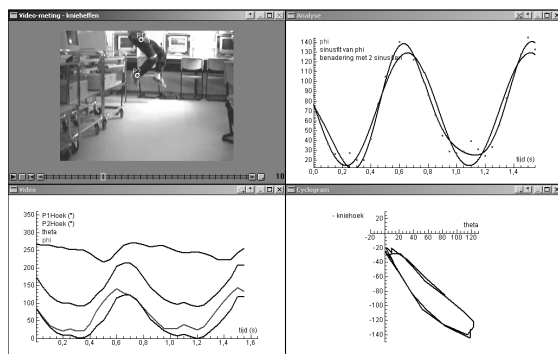 Video-meting - knieheffen
P1
10
Analyse
phi
sinusfit van phi
benadering met 2 sinussen
140
130
120
110
100
90
80
70
60
50
40
30
20
tijd (s)
0,0 0,2 0,4 0,6 0,8 1,0 1,2 1,4
Video
P1Hoek (°)
P2Hoek (°)
theta
phi
350
300
250
200
150
100
50
0
tijd (s)
0,2 0,4 0,6 0,8 1,0 1,2 1,4 1,6
Cyclogram
kniehoek
theta
20
-20 0 20 40 60 80 100 120
-20
-40
-60
-80
-100
-120
-140